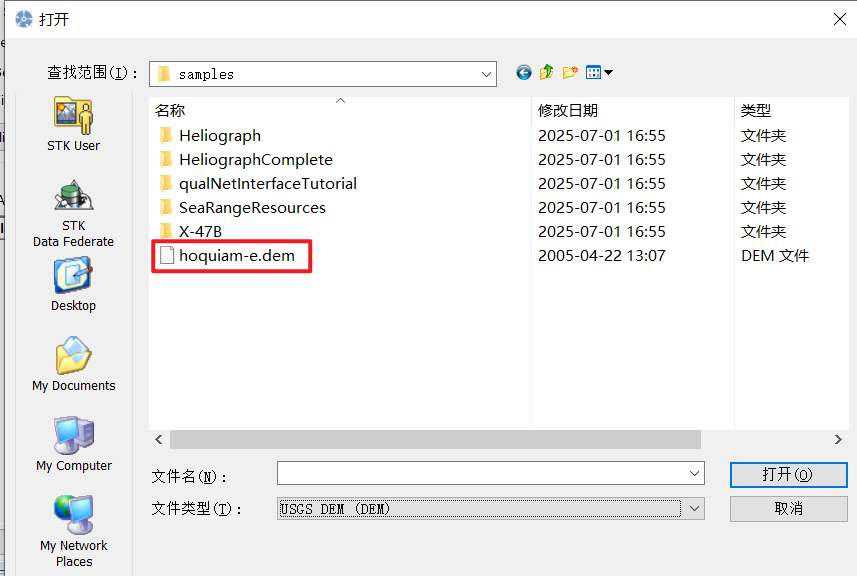 打开
查找范围(I)：
samples
STK User
STK
Data Federate
Desktop
My Documents
My Computer
My Network
Places
名称 修改日期 类型
Heliograph 2025-07-01 16:55 文件夹
HeliographComplete 2025-07-01 16:55 文件夹
qualNetInterfaceTutorial 2025-07-01 16:55 文件夹
SeaRangeResources 2025-07-01 16:55 文件夹
X-47B 2025-07-01 16:55 文件夹
hoquiam-e.dem 2005-04-22 13:07 DEM 文件
文件名(N)：
打开(O)
文件类型(T)：
USGS DEM (DEM)
取消